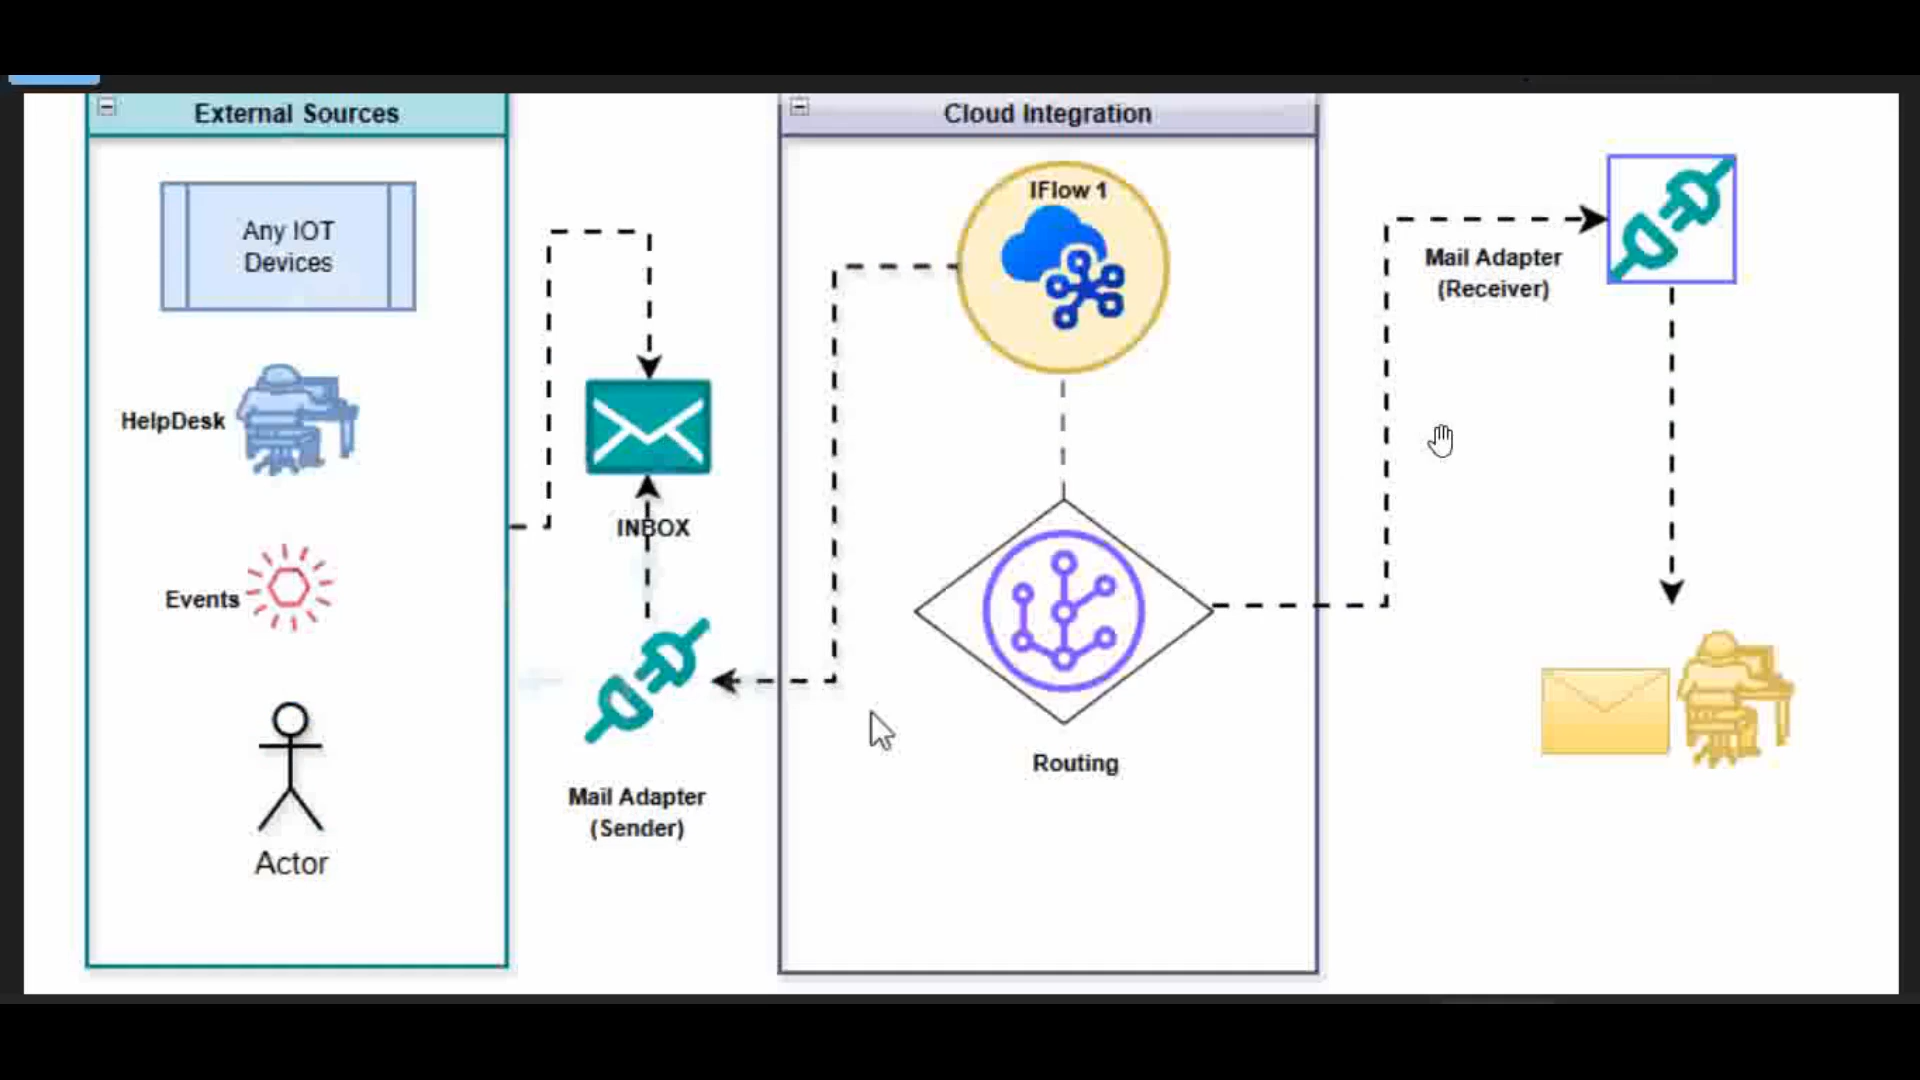 External Sources
Any IOT
Devices
HelpDesk
Events
Actor
INBOX
Mail Adapter
(Sender)
Cloud Integration
IFlow 1
Routing
Mail Adapter
(Receiver)